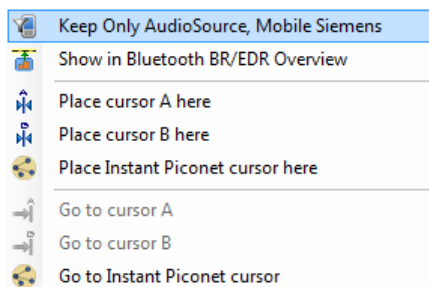 Keep Only AudioSource, Mobile Siemens
Show in Bluetooth BR/EDR Overview
Place cursor A here
Place cursor B here
Place Instant Piconet cursor here
Go to cursor A
Go to cursor B
Go to Instant Piconet cursor